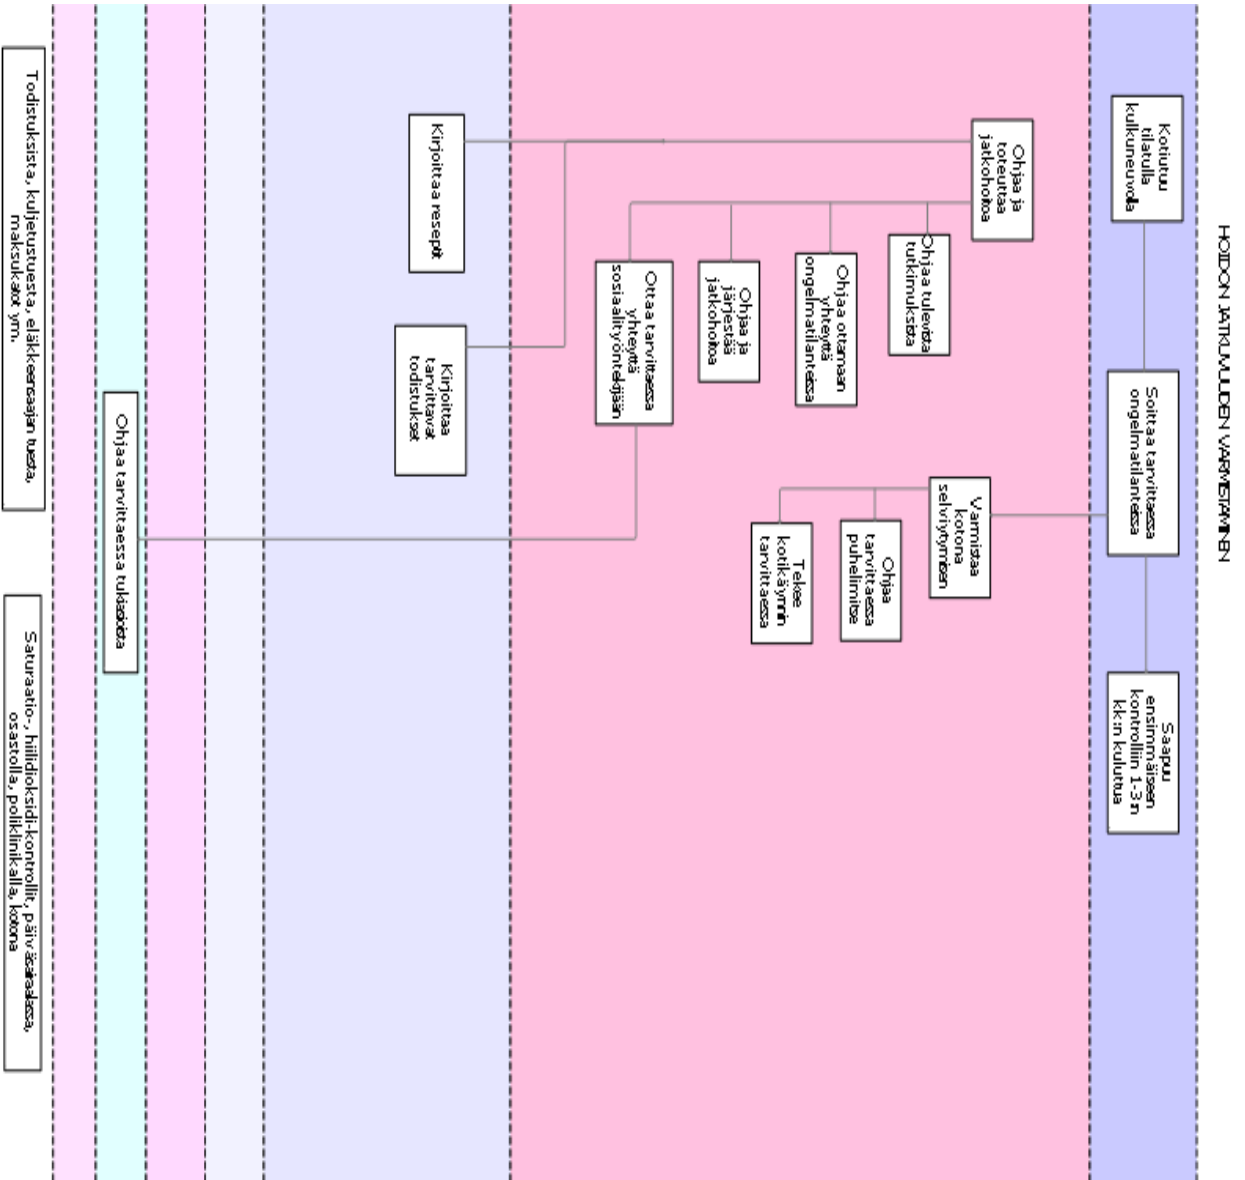 HOIDON JATKUVUUDEN VARMISTAMINEN
Kotiutuu
tilatulla
kulkuneuvolla
Soittaa tarvittaessa
ongelmatilanteissa
Saapuu
ensimmäiseen
kontrolliin 1-3:n
kk:n kuluttua
Ohjaa ja
toteuttaa
jatkohoitoa
Ohjaa tulevista
tutkimuksista
Ohjaa ottamaan
yhteyttä
ongelmatilanteissa
Ohjaa ja
järjestää
jatkohoitoa
Ottaa tarvittaessa
yhteyttä
sosiaalityöntekijään
Varmistaa
kotona
selviytymisen
Ohjaa
tarvittaessa
puhelimitse
Tekee
kotikäynnin
tarvittaessa
Kirjoittaa reseptit
Kirjoittaa
tarvittavat
todistukset
Ohjaa tarvittaessa tukiasioista
Todistuksista, kuljetustuesta, eläkkeensaajan tuesta,
maksukatot ym.
Saturaatio-, hiilidioksidi-kontrollit, päiväsairaalassa,
osastolla, poliklinikalla, kotona